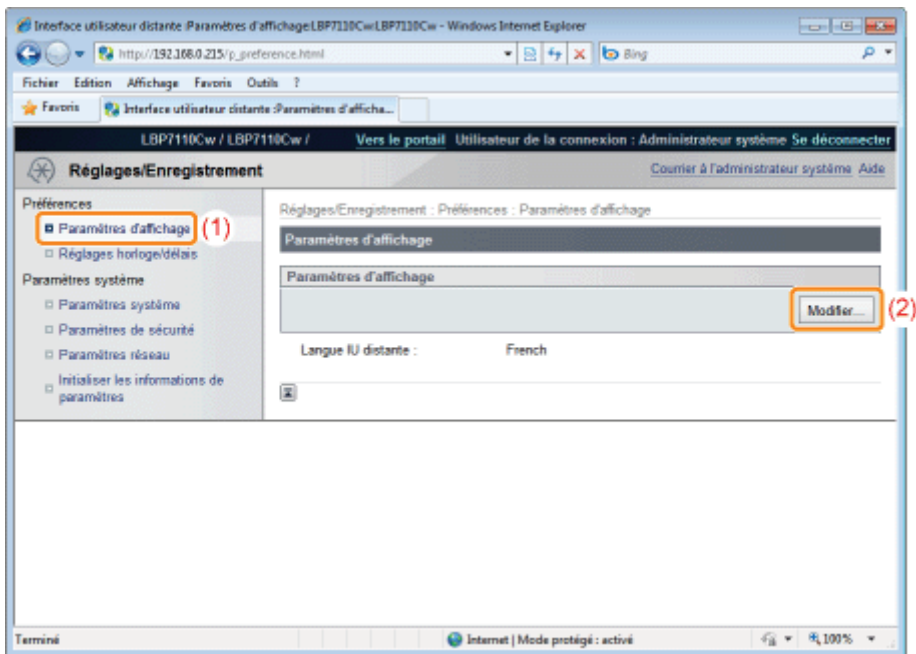 Interface utilisateur distante :Paramètres d'affichage:LBP7110Cw:LBP7110Cw - Windows Internet Explorer
http://192.168.0.215/p_preference.html
Bing
Fichier Edition Affichage Favoris Outils ?
Favoris Interface utilisateur distante :Paramètres d'afficha...
LBP7110Cw / LBP7110Cw / Vers le portail Utilisateur de la connexion : Administrateur système Se déconnecter
Réglages/Enregistrement Courrier à l'administrateur système Aide
Préférences
Paramètres d'affichage (1)
Réglages horloge/délais
Paramètres système
Paramètres système
Paramètres de sécurité
Paramètres réseau
Initialiser les informations de
paramètres
Réglages/Enregistrement : Préférences : Paramètres d'affichage
Paramètres d'affichage
Paramètres d'affichage
Modifier... (2)
Langue IU distante : French
Terminé Internet | Mode protégé : activé 100%